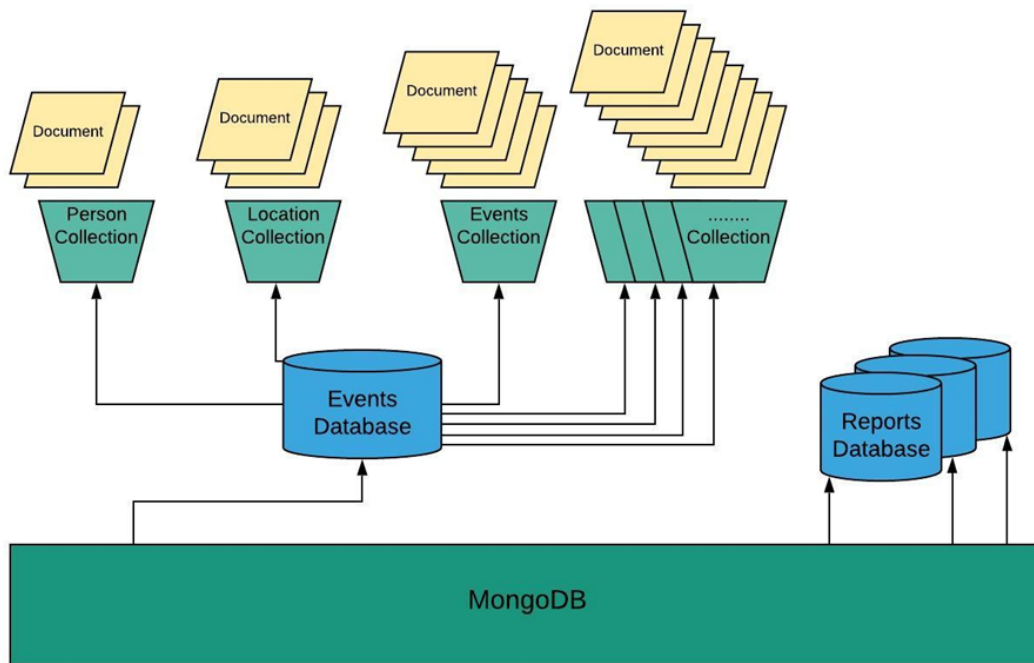 Document
Document
Document
Document
Person
Collection
Location
Collection
Events
Collection
........
Collection
Events
Database
Reports
Database
MongoDB